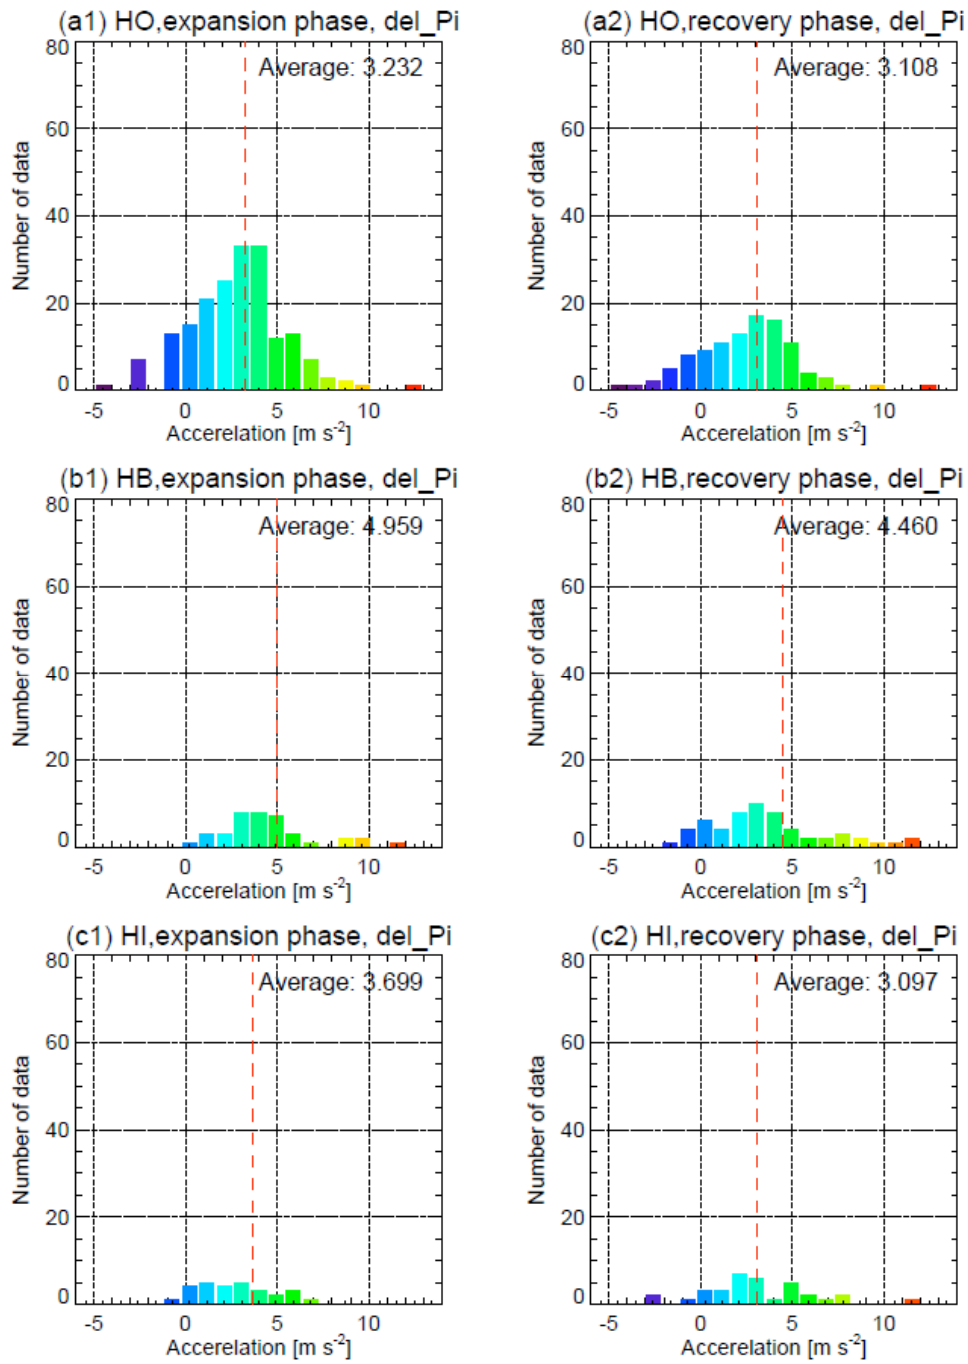 (a1) HO,expansion phase, del_Pi
Average: 3.232
80
60
40
20
0
Number of data
-5 0 5 10
Accerelation [m s-2]
(a2) HO,recovery phase, del_Pi
Average: 3.108
80
60
40
20
0
Number of data
-5 0 5 10
Accerelation [m s-2]
(b1) HB,expansion phase, del_Pi
Average: 4.959
80
60
40
20
0
Number of data
-5 0 5 10
Accerelation [m s-2]
(b2) HB,recovery phase, del_Pi
Average: 4.460
80
60
40
20
0
Number of data
-5 0 5 10
Accerelation [m s-2]
(c1) HI,expansion phase, del_Pi
Average: 3.699
80
60
40
20
0
Number of data
-5 0 5 10
Accerelation [m s-2]
(c2) HI,recovery phase, del_Pi
Average: 3.097
80
60
40
20
0
Number of data
-5 0 5 10
Accerelation [m s-2]